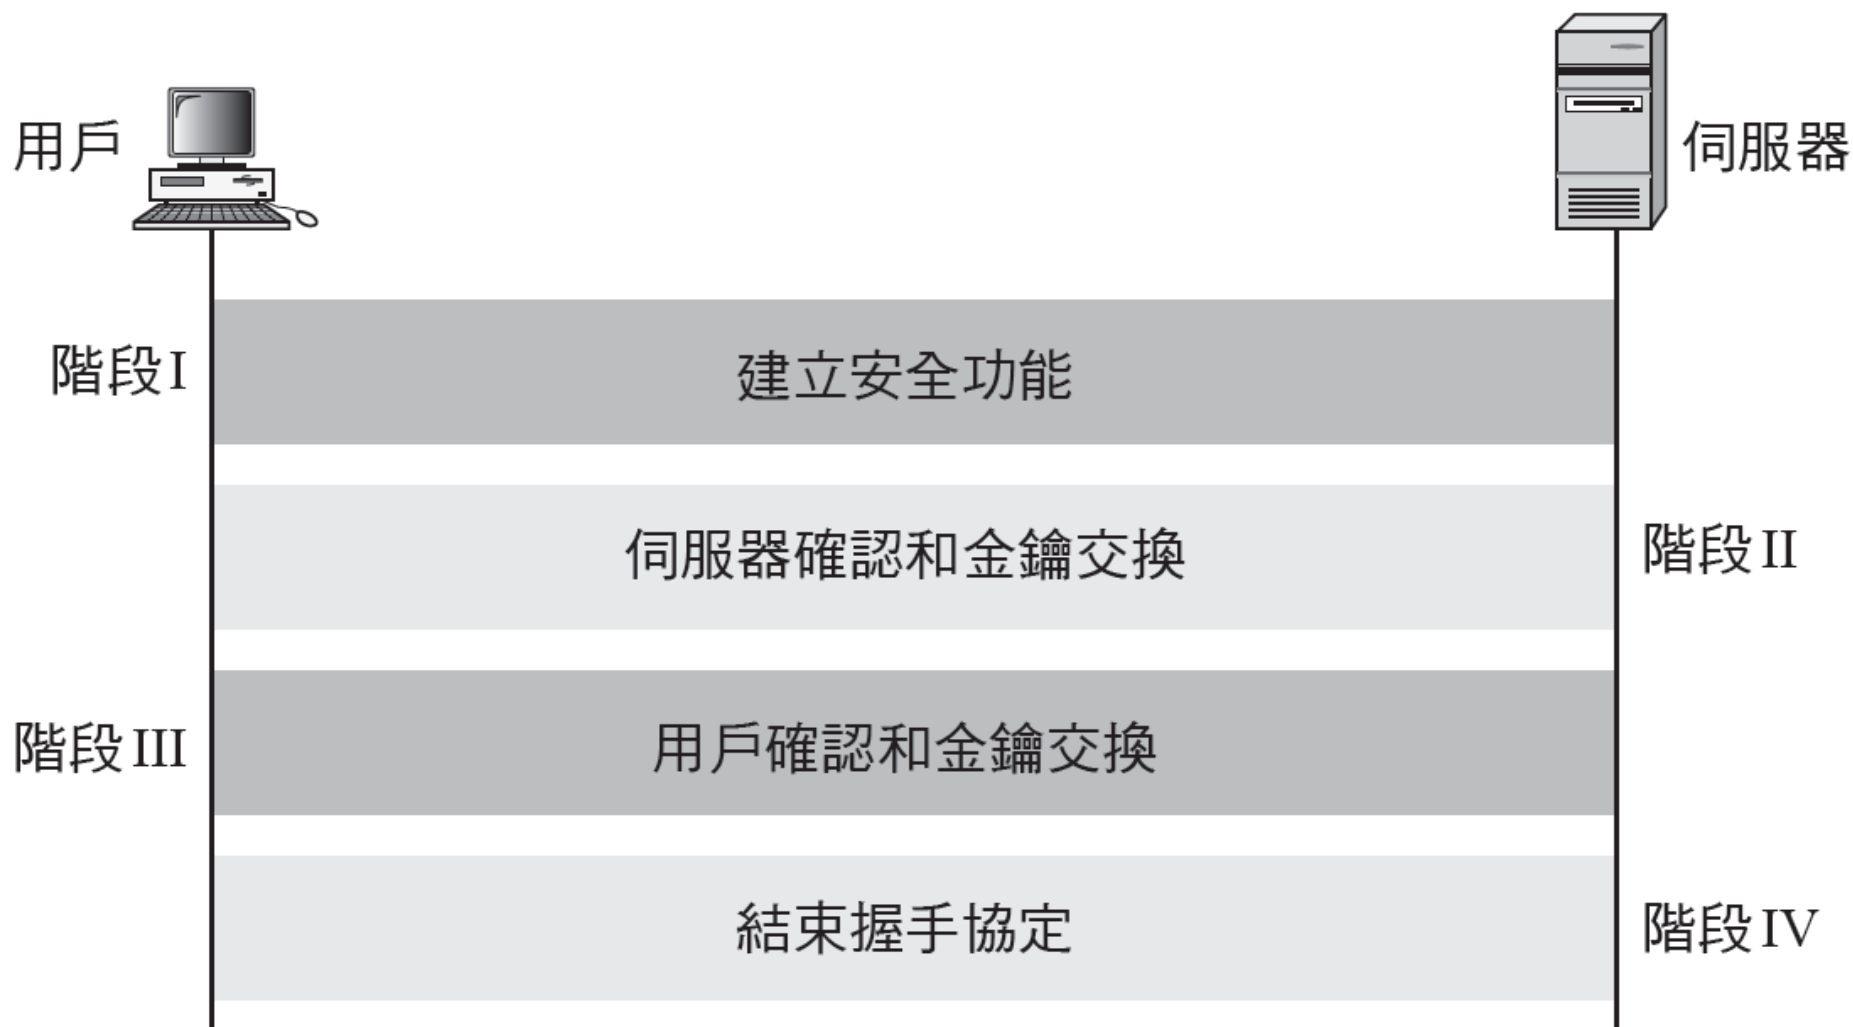 用戶
伺服器
階段I
建立安全功能
伺服器確認和金鑰交換
階段II
階段III
用戶確認和金鑰交換
結束握手協定
階段IV